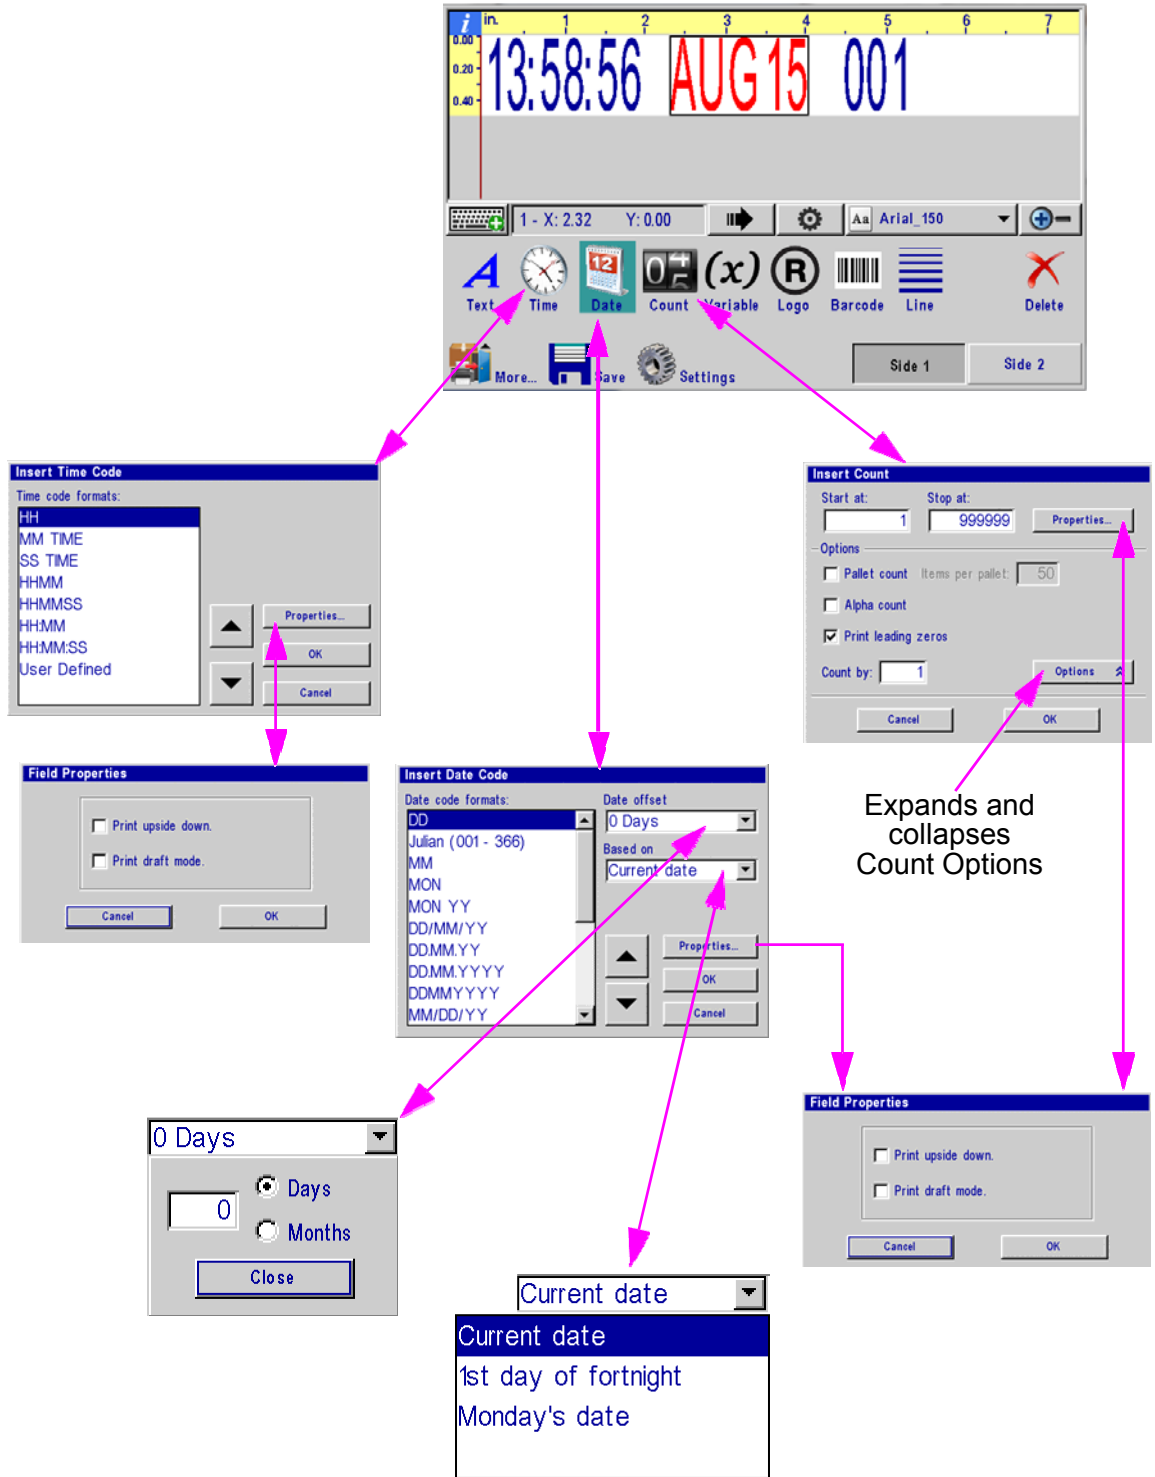 i in. 1 2 3 4 5 6 7
0.00
0.20
0.40
13:58:56 AUG15 001
1 - X: 2.32 Y: 0.00 Aa Arial_150
A 12 04 5 (x) R
Text Time Date Count Variable Logo Barcode Line Delete
More... Save Settings Side 1 Side 2
Insert Time Code
Time code formats:
HH
MM TIME
SS TIME
HHMM
HHMMSS
HH:MM
HH:MM:SS
User Defined
Properties...
OK
Cancel
Insert Count
Start at: Stop at:
1 999999 Properties...
Options
Pallet count Items per pallet: 50
Alpha count
Print leading zeros
Count by: 1 Options
Cancel OK
Expands and
collapses
Count Options
Field Properties
Print upside down.
Print draft mode.
Cancel OK
Insert Date Code
Date code formats:
DD
Julian (001 - 366)
MM
MON
MON YY
DD/MM/YY
DD.MM.YY
DD.MM.YYYY
DDMMYYYY
MM/DD/YY
Date offset
0 Days
Based on
Current date
Properties...
OK
Cancel
0 Days
0 Days
Months
Close
Field Properties
Print upside down.
Print draft mode.
Cancel OK
Current date
Current date
1st day of fortnight
Monday's date